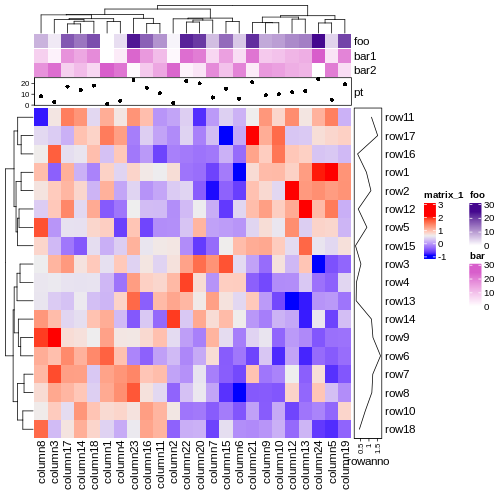 foo
bar1
bar2
20
10
0
pt
row11
row17
row16
row1
row2
row12
row5
row15
row3
row4
row13
row14
row9
row6
row7
row8
row10
row18
matrix_1
3
2
1
0
-1
foo
30
20
10
0
bar
30
20
10
0
0.5
1
1.5
rowanno
column8
column3
column17
column14
column18
column1
column4
column23
column16
column11
column2
column22
column20
column7
column15
column6
column21
column9
column10
column12
column13
column24
column5
column19